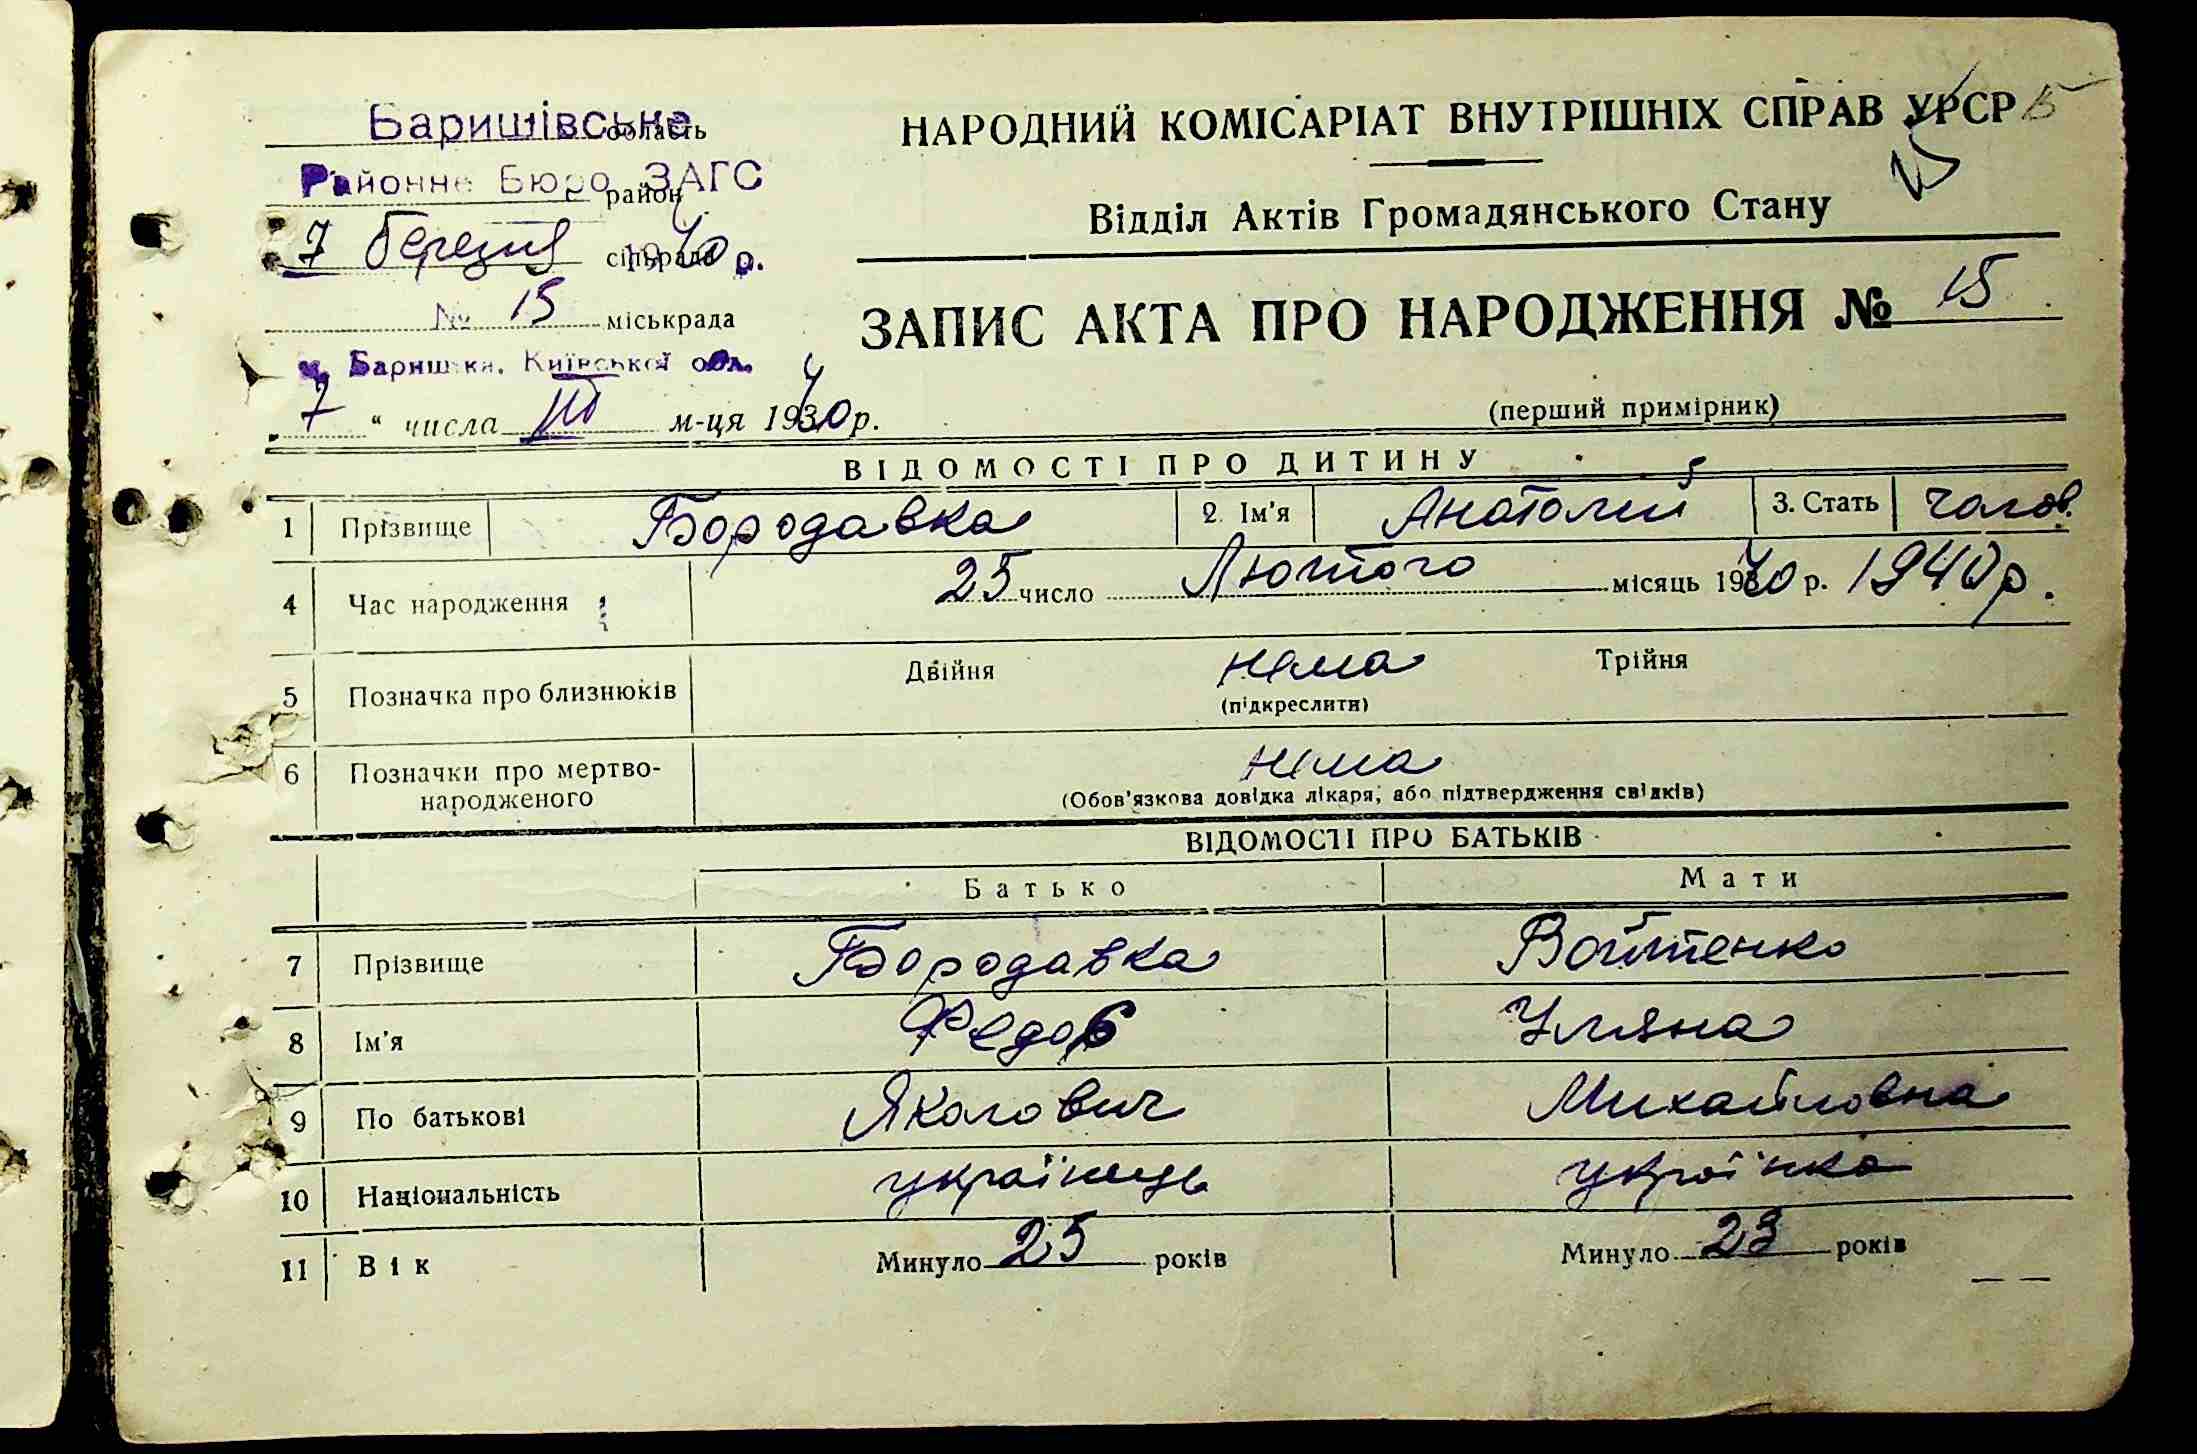 Баришівське область
Районне Бюро ЗАГС район
7 березня 1940 р. сільрада
№ 15 міськрада
м. Баришівка, Київської обл.
„7“ числа III м-ця 1940 р.
НАРОДНИЙ КОМІСАРІАТ ВНУТРІШНІХ СПРАВ УРСР 15
Відділ Актів Громадянського Стану
ЗАПИС АКТА ПРО НАРОДЖЕННЯ № 15
(перший примірник)
ВІДОМОСТІ ПРО ДИТИНУ
1 Прізвище Бородавка 2. Ім'я Анатолий 3. Стать чолов.
4 Час народження 25 число Лютого місяць 1940 р. 1940 р.
5 Позначка про близнюків Двійня нема Трійня
(підкреслити)
6 Позначки про мертво-
народженого нема
(Обов'язкова довідка лікаря, або підтвердження свідків)
ВІДОМОСТІ ПРО БАТЬКІВ
Батько Мати
7 Прізвище Бородавка Войтенко
8 Ім'я Федор Уляна
9 По батькові Яколович Михайловна
10 Національність українець українка
11 Вік Минуло 25 років Минуло 23 років